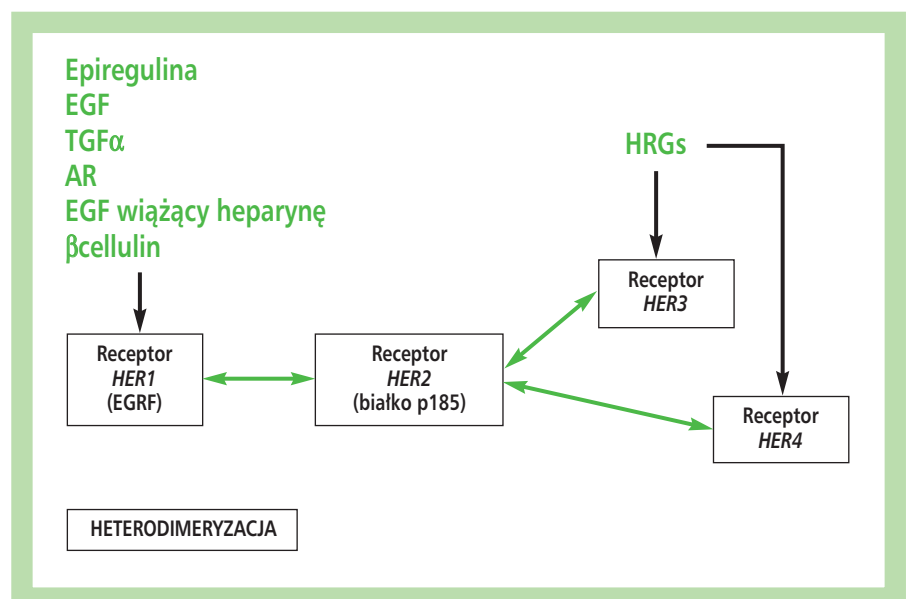 Epiregulina
EGF
TGFα
AR
EGF wiążący heparynę
βcellulin
HRGs
Receptor
HER3
Receptor
HER1
(EGRF)
Receptor
HER2
(białko p185)
Receptor
HER4
HETERODIMERYZACJA